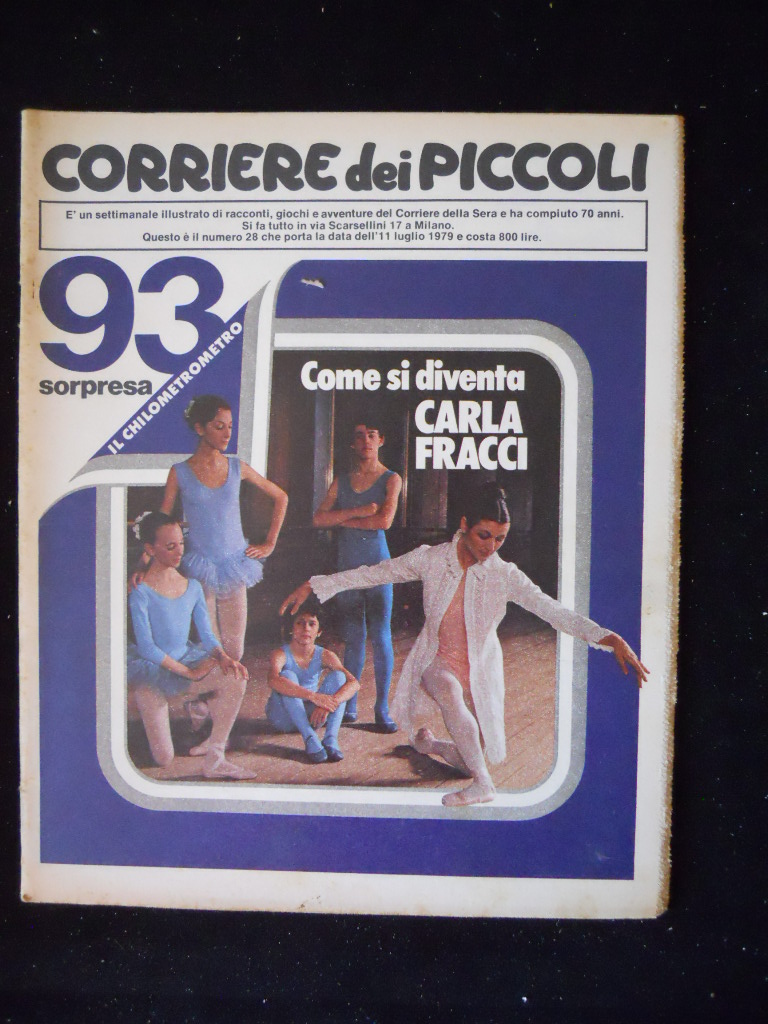 CORRIERE dei PICCOLI
E' un settimanale illustrato di racconti, giochi e avventure del Corriere della Sera e ha compiuto 70 anni.
Si fa tutto in via Scarsellini 17 a Milano.
Questo è il numero 28 che porta la data dell'11 luglio 1979 e costa 800 lire.
93
sorpresa
IL CHILOMETROMETRO
Come si diventa
CARLA
FRACCI